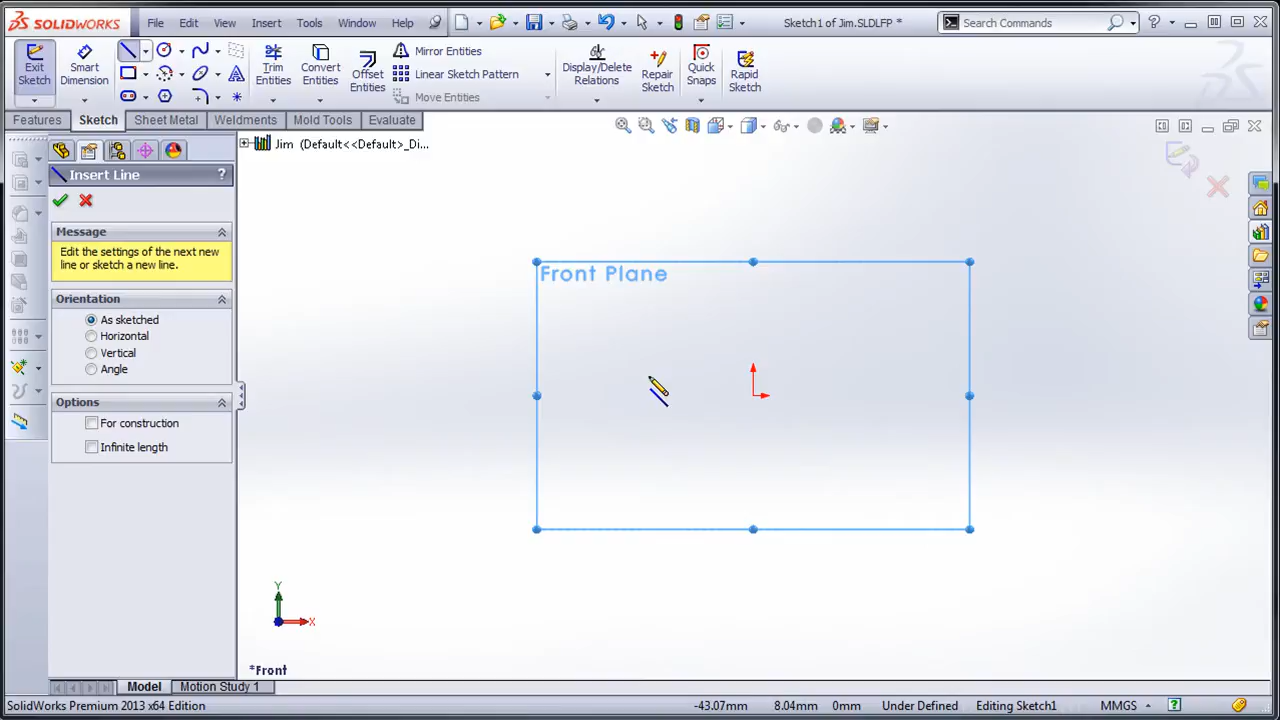 SOLIDWORKS File Edit View Insert Tools Window Help Sketch1 of Jim.SLDLFP * Search Commands ?
Exit Sketch Smart Dimension Trim Entities Convert Entities Offset Entities Mirror Entities Linear Sketch Pattern Move Entities Display/Delete Relations Repair Sketch Quick Snaps Rapid Sketch
Features Sketch Sheet Metal Weldments Mold Tools Evaluate
Jim (Default<<Default>_Di...
Insert Line ?
Message
Edit the settings of the next new
line or sketch a new line.
Orientation
As sketched
Horizontal
Vertical
Angle
Options
For construction
Infinite length
Front Plane
Y
X
*Front
Model Motion Study 1
SolidWorks Premium 2013 x64 Edition -43.07mm 8.04mm 0mm Under Defined Editing Sketch1 MMGS ?